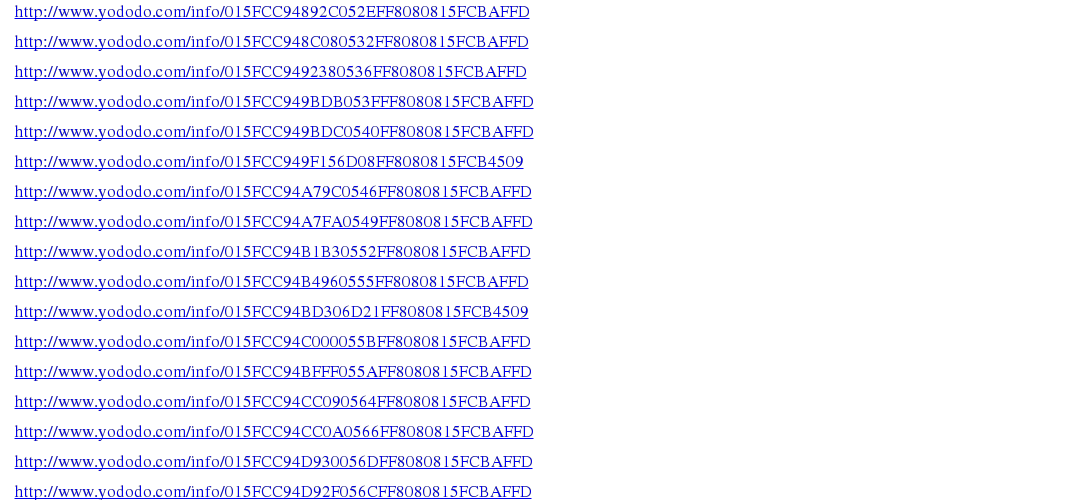 http://www.yododo.com/info/015FCC94892C052EFF8080815FCBAFFD
http://www.yododo.com/info/015FCC948C080532FF8080815FCBAFFD
http://www.yododo.com/info/015FCC9492380536FF8080815FCBAFFD
http://www.yododo.com/info/015FCC949BDB053FFF8080815FCBAFFD
http://www.yododo.com/info/015FCC949BDC0540FF8080815FCBAFFD
http://www.yododo.com/info/015FCC949F156D08FF8080815FCB4509
http://www.yododo.com/info/015FCC94A79C0546FF8080815FCBAFFD
http://www.yododo.com/info/015FCC94A7FA0549FF8080815FCBAFFD
http://www.yododo.com/info/015FCC94B1B30552FF8080815FCBAFFD
http://www.yododo.com/info/015FCC94B4960555FF8080815FCBAFFD
http://www.yododo.com/info/015FCC94BD306D21FF8080815FCB4509
http://www.yododo.com/info/015FCC94C000055BFF8080815FCBAFFD
http://www.yododo.com/info/015FCC94BFFF055AFF8080815FCBAFFD
http://www.yododo.com/info/015FCC94CC090564FF8080815FCBAFFD
http://www.yododo.com/info/015FCC94CC0A0566FF8080815FCBAFFD
http://www.yododo.com/info/015FCC94D930056DFF8080815FCBAFFD
http://www.yododo.com/info/015FCC94D92F056CFF8080815FCBAFFD